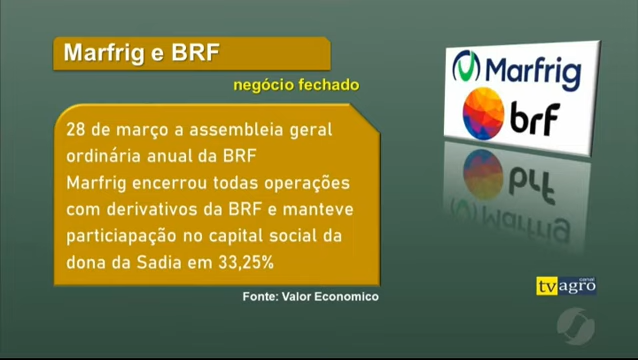 Marfrig e BRF
negócio fechado
28 de março a assembleia geral
ordinária anual da BRF
Marfrig encerrou todas operações
com derivativos da BRF e manteve
particiapação no capital social da
dona da Sadia em 33,25%
Fonte: Valor Economico
Marfrig
brf
tvagro